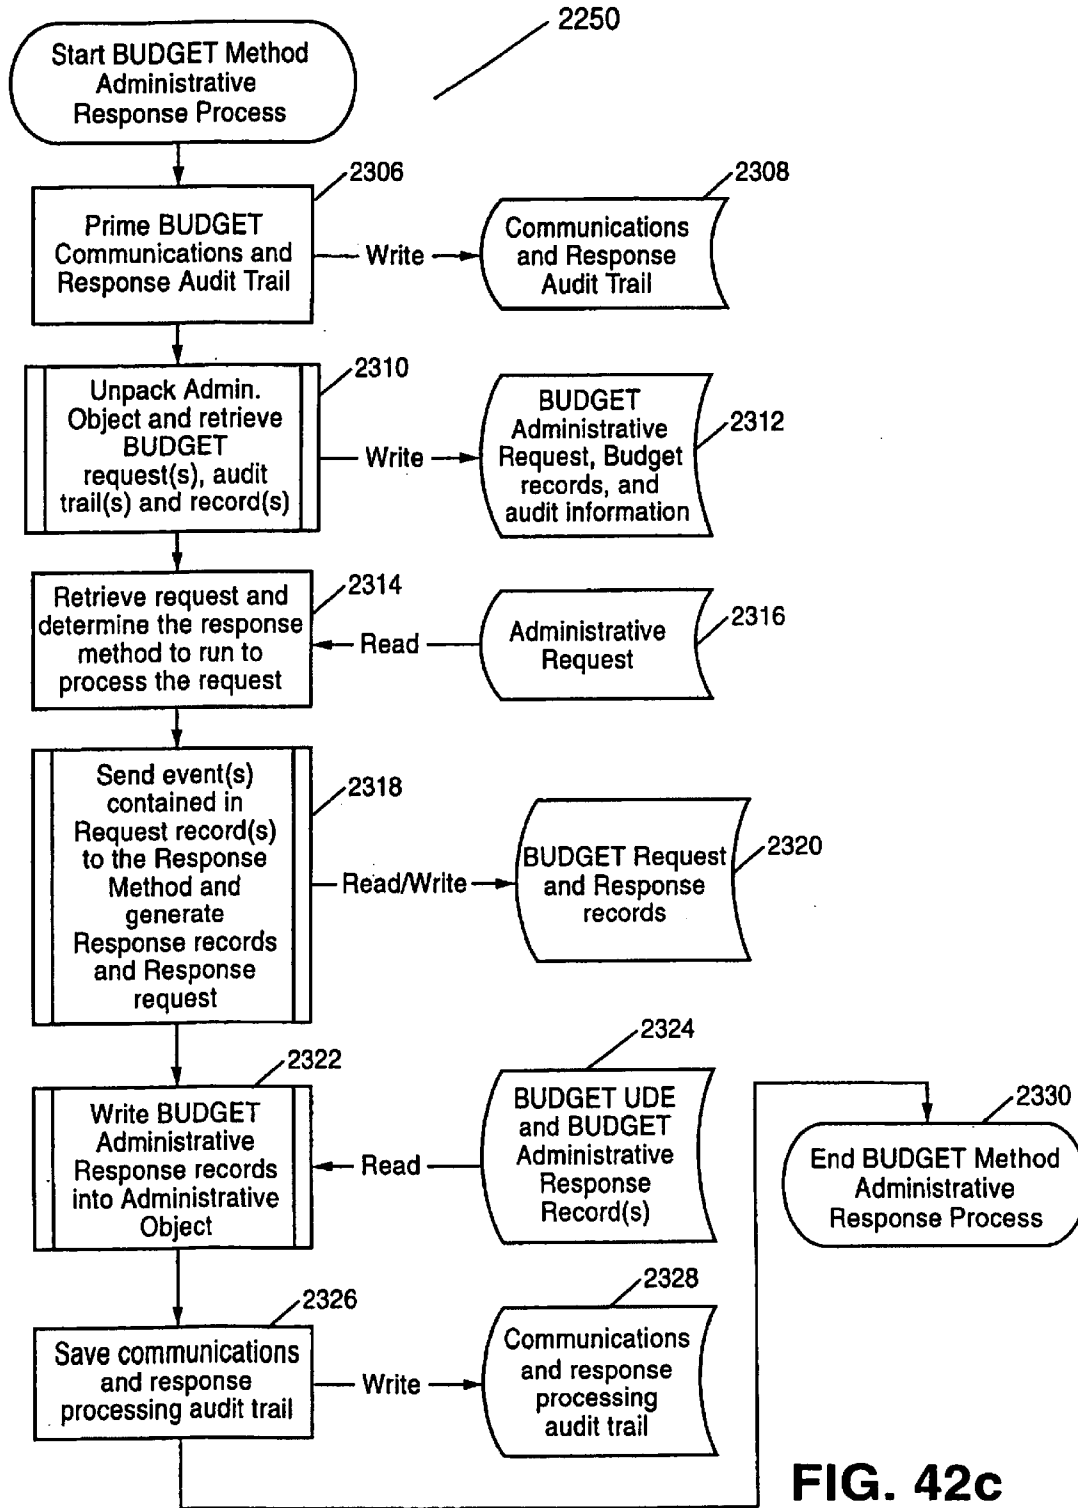 2250
Start BUDGET Method
Administrative
Response Process
2306
Prime BUDGET
Communications and
Response Audit Trail
Write
2308
Communications
and Response
Audit Trail
2310
Unpack Admin.
Object and retrieve
BUDGET
request(s), audit
trail(s) and record(s)
Write
BUDGET
Administrative
Request, Budget
records, and
audit information
2312
2314
Retrieve request and
determine the response
method to run to
process the request
Read
Administrative
Request
2316
2318
Send event(s)
contained in
Request record(s)
to the Response
Method and
generate
Response records
and Response
request
Read/Write
BUDGET Request
and Response
records
2320
2322
Write BUDGET
Administrative
Response records
into Administrative
Object
Read
2324
BUDGET UDE
and BUDGET
Administrative
Response
Record(s)
2326
Save communications
and response
processing audit trail
Write
2328
Communications
and response
processing
audit trail
2330
End BUDGET Method
Administrative
Response Process
FIG. 42c